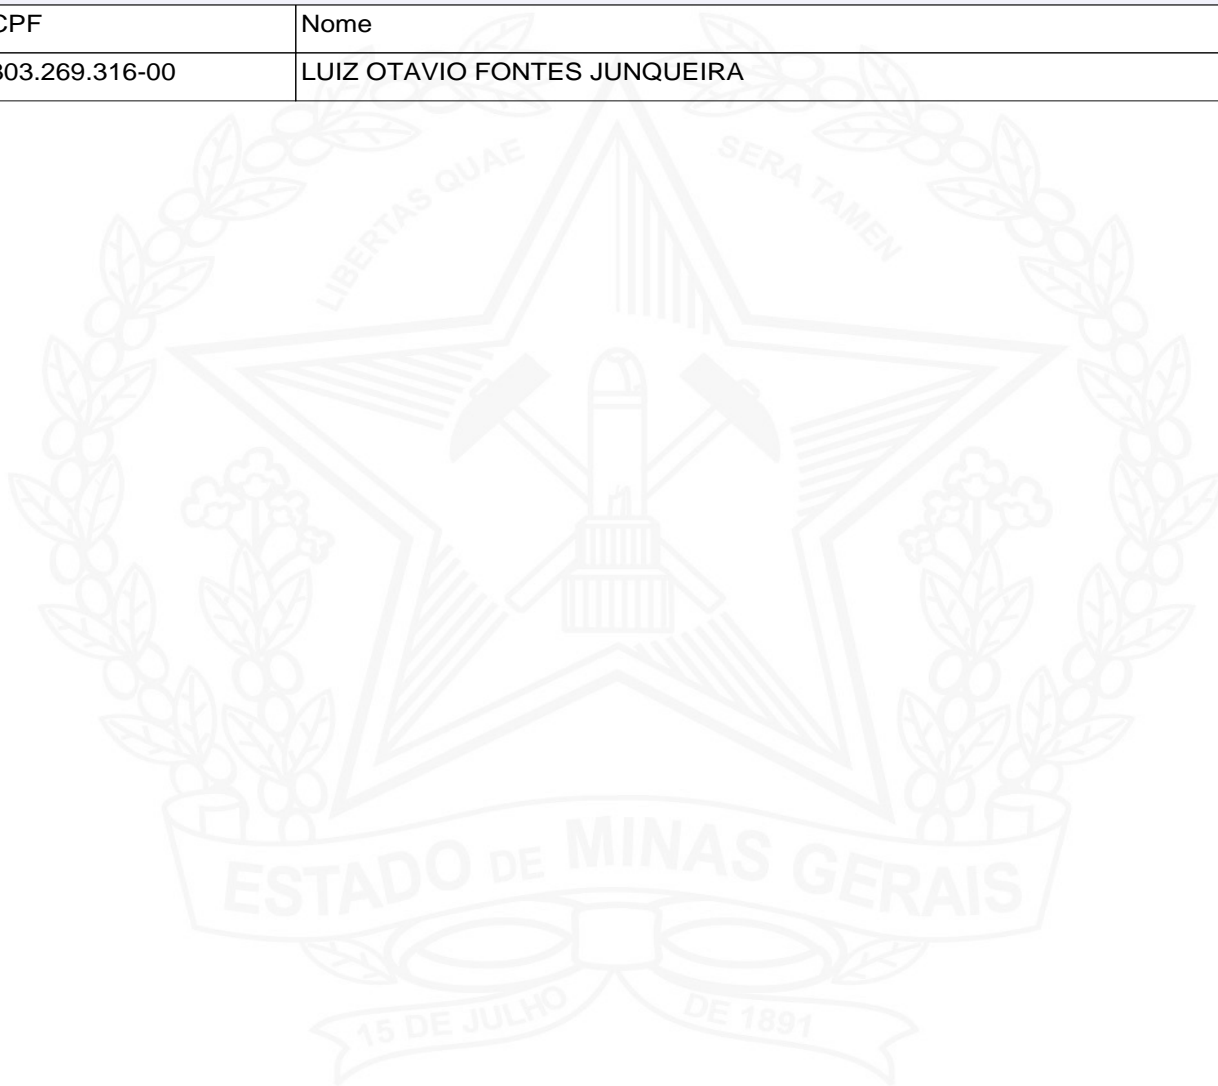 CPF Nome
803.269.316-00 LUIZ OTAVIO FONTES JUNQUEIRA
LIBERTAS QUAE SERA TAMEN
ESTADO DE MINAS GERAIS
15 DE JULHO DE 1891